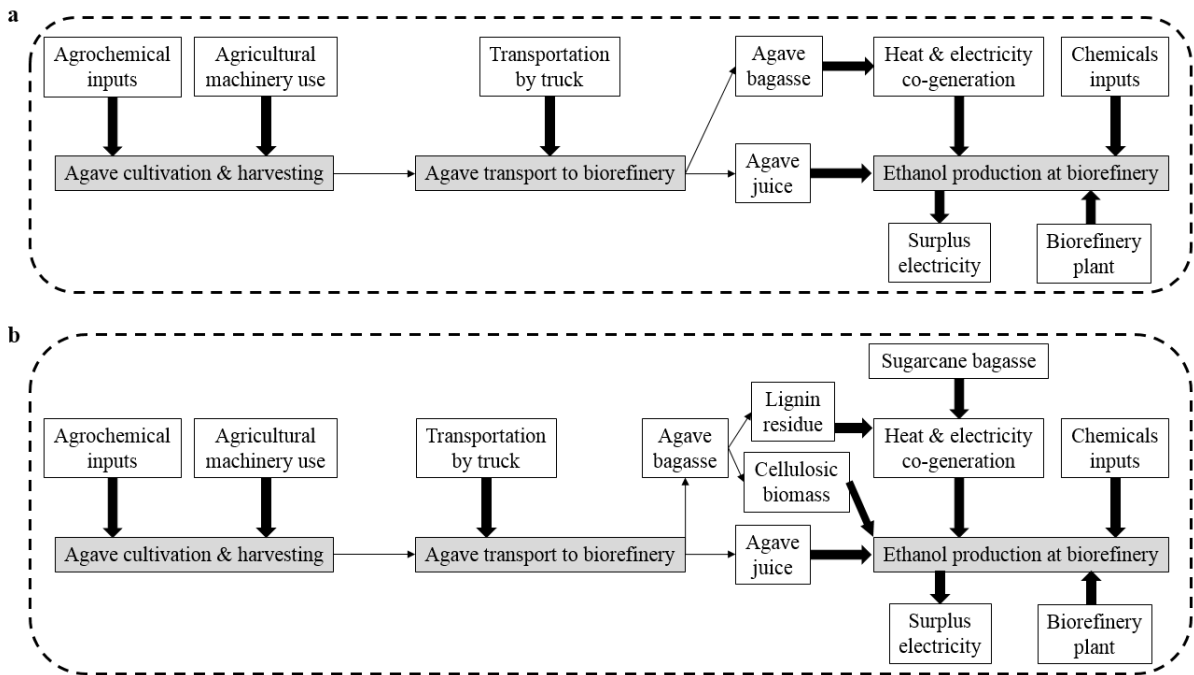 a
Agrochemical
inputs
Agricultural
machinery use
Transportation
by truck
Agave
bagasse
Heat & electricity
co-generation
Chemicals
inputs
Agave cultivation & harvesting
Agave transport to biorefinery
Agave
juice
Ethanol production at biorefinery
Surplus
electricity
Biorefinery
plant
b
Sugarcane bagasse
Agrochemical
inputs
Agricultural
machinery use
Transportation
by truck
Agave
bagasse
Lignin
residue
Cellulosic
biomass
Heat & electricity
co-generation
Chemicals
inputs
Agave cultivation & harvesting
Agave transport to biorefinery
Agave
juice
Ethanol production at biorefinery
Surplus
electricity
Biorefinery
plant